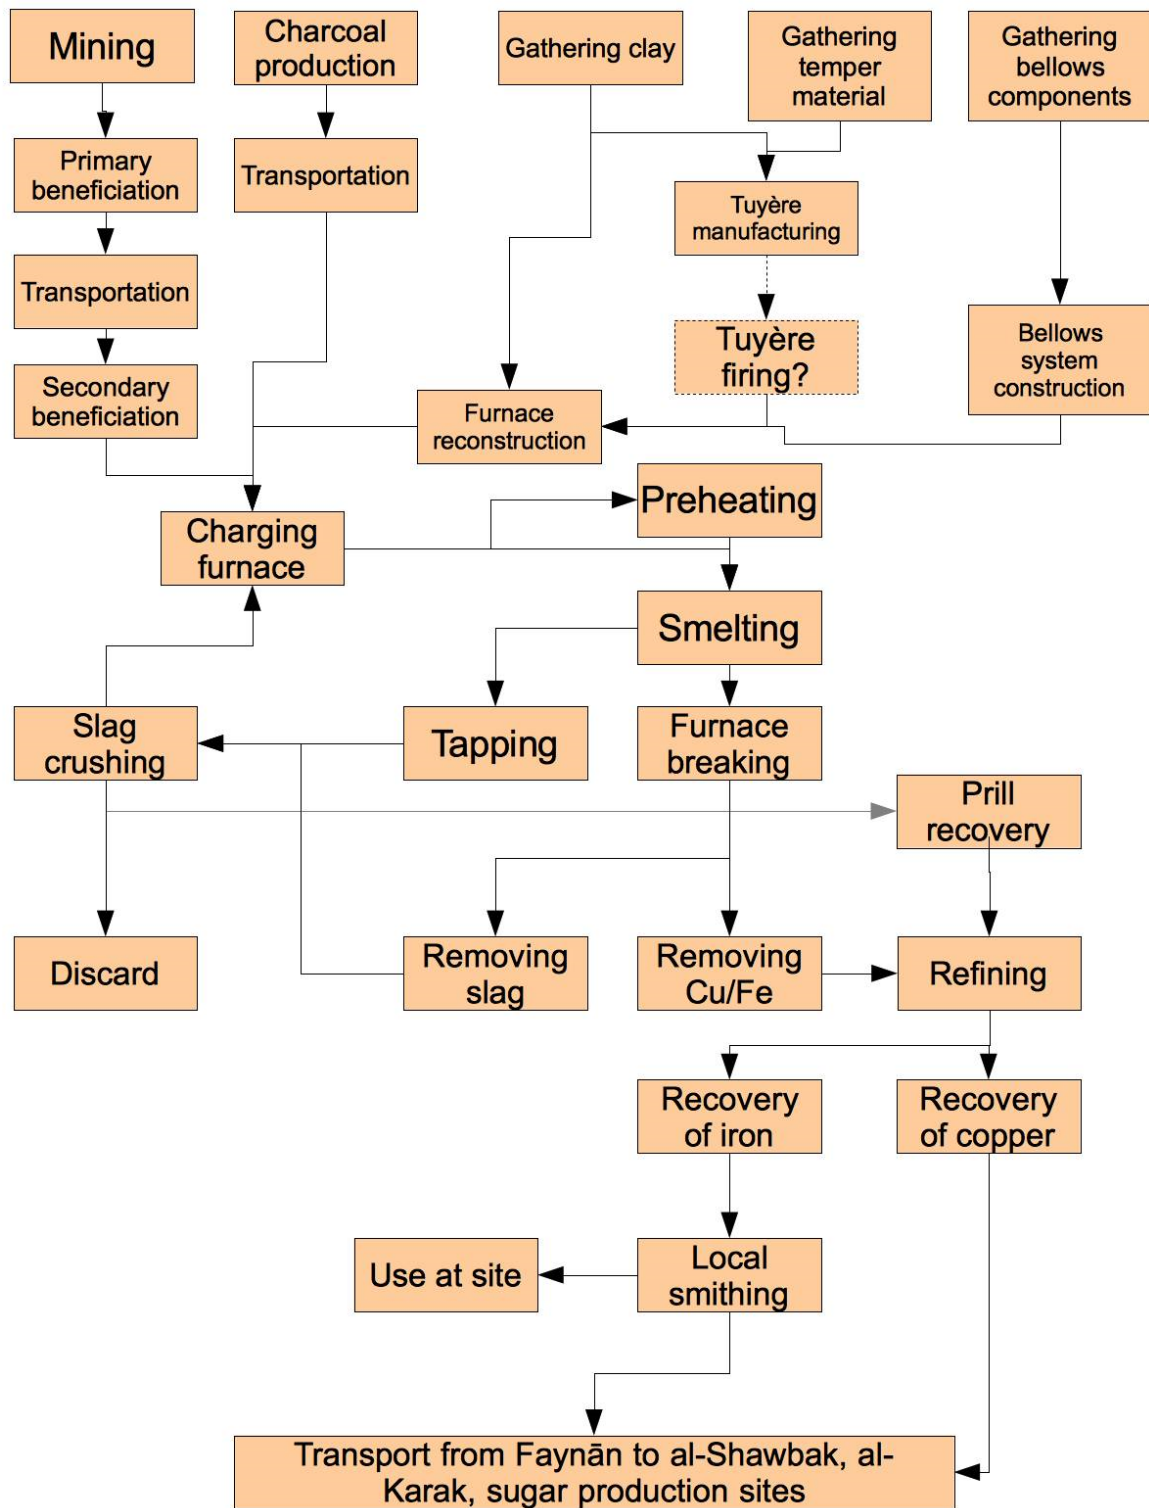 Mining
Charcoal
production
Gathering clay
Gathering
temper
material
Gathering
bellows
components
Primary
beneficiation
Transportation
Tuyère
manufacturing
Transportation
Tuyère
firing?
Bellows
system
construction
Secondary
beneficiation
Furnace
reconstruction
Preheating
Charging
furnace
Smelting
Slag
crushing
Tapping
Furnace
breaking
Prill
recovery
Discard
Removing
slag
Removing
Cu/Fe
Refining
Recovery
of iron
Recovery
of copper
Use at site
Local
smithing
Transport from Faynān to al-Shawbak, al-
Karak, sugar production sites